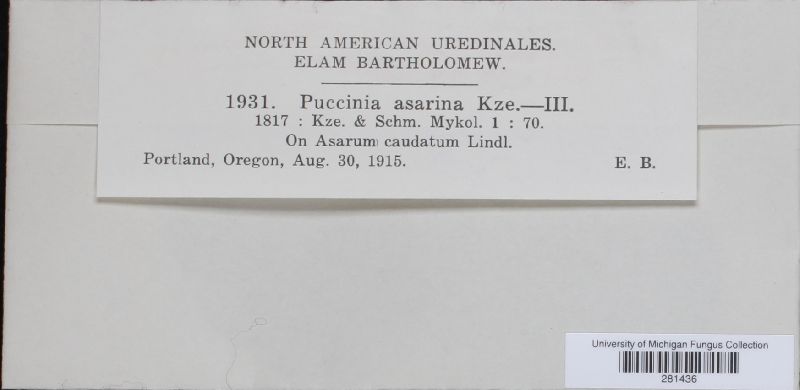 NORTH AMERICAN UREDINALES.
ELAM BARTHOLOMEW.
1931. Puccinia asarina Kze.—III.
1817 : Kze. & Schm. Mykol. 1 : 70.
On Asarum caudatum Lindl.
Portland, Oregon, Aug. 30, 1915. E. B.
University of Michigan Fungus Collection
281436